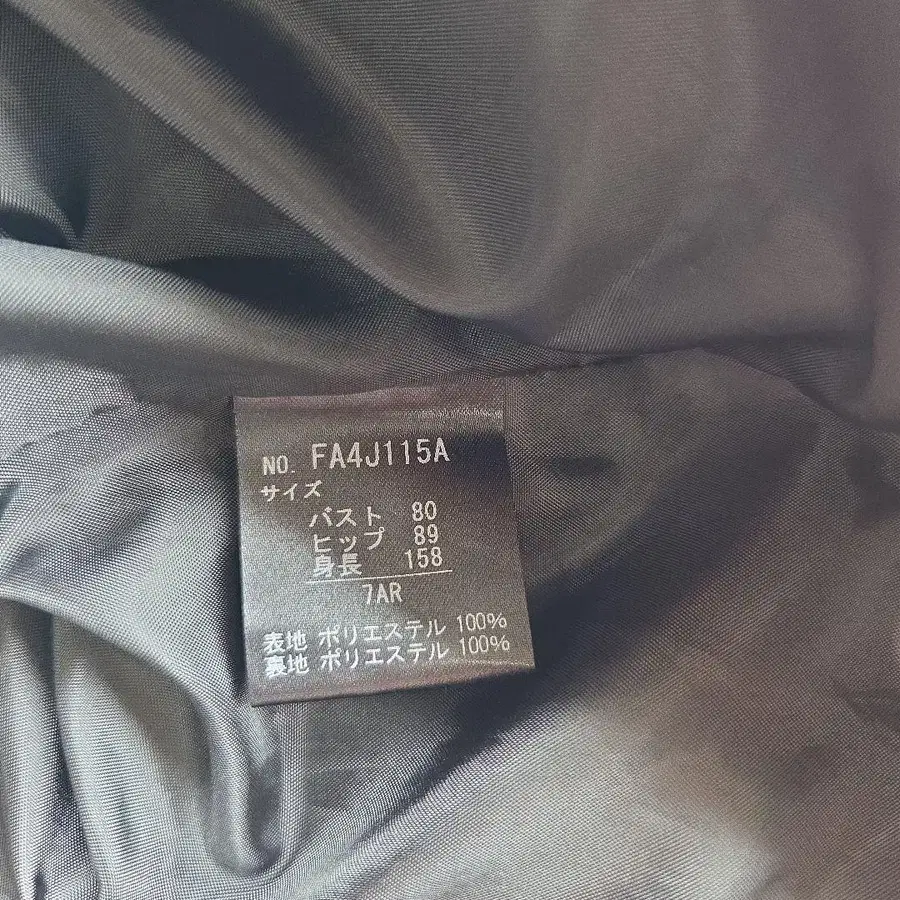 NO. FA4J115A
サイズ
バスト 80
ヒップ 89
身長 158
7AR
表地 ポリエステル 100%
裏地 ポリエステル 100%